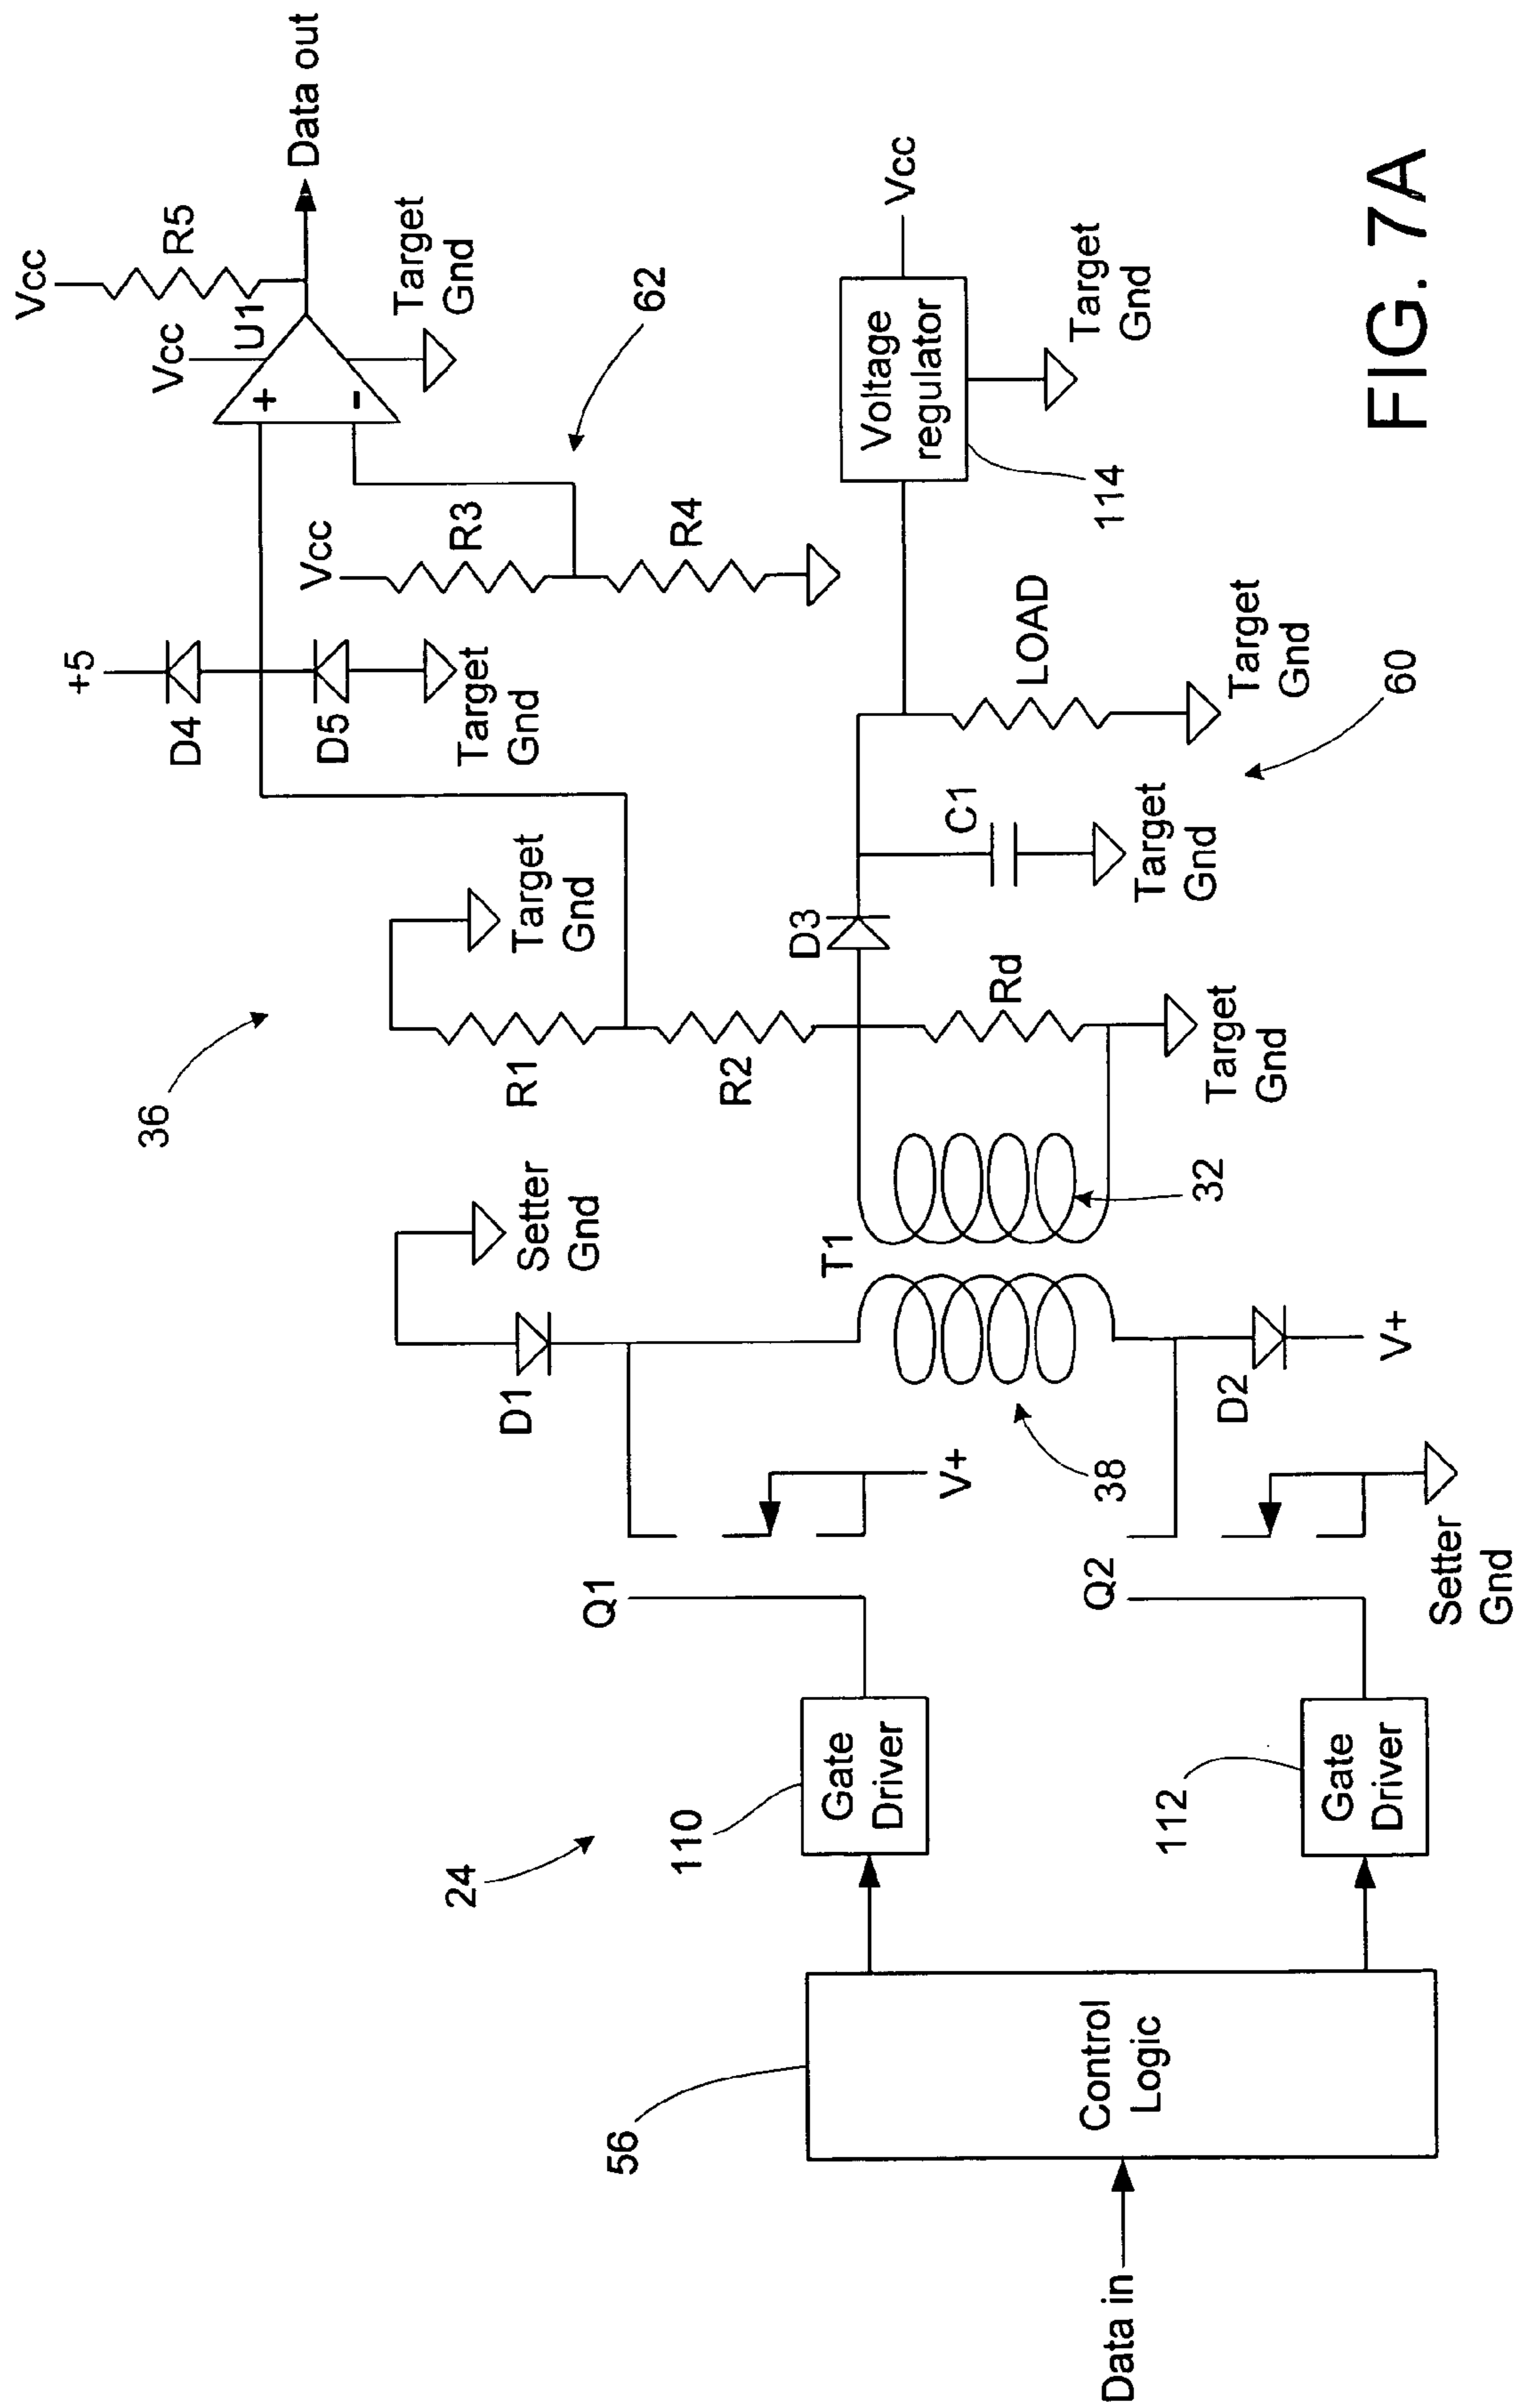 Data in
56
Control
Logic
24
110
Gate
Driver
112
Gate
Driver
Q1
V+
Q2
Setter
Gnd
D1
Setter
Gnd
38
D2
V+
T1
32
36
R1
Target
Gnd
R2
Rd
Target
Gnd
D3
C1
Target
Gnd
LOAD
Target
Gnd
60
114
Voltage
regulator
Target
Gnd
Vcc
+5
D4
D5
Target
Gnd
Vcc
R3
R4
62
+
-
U1
Vcc
Target
Gnd
Vcc
R5
Data out
FIG. 7A